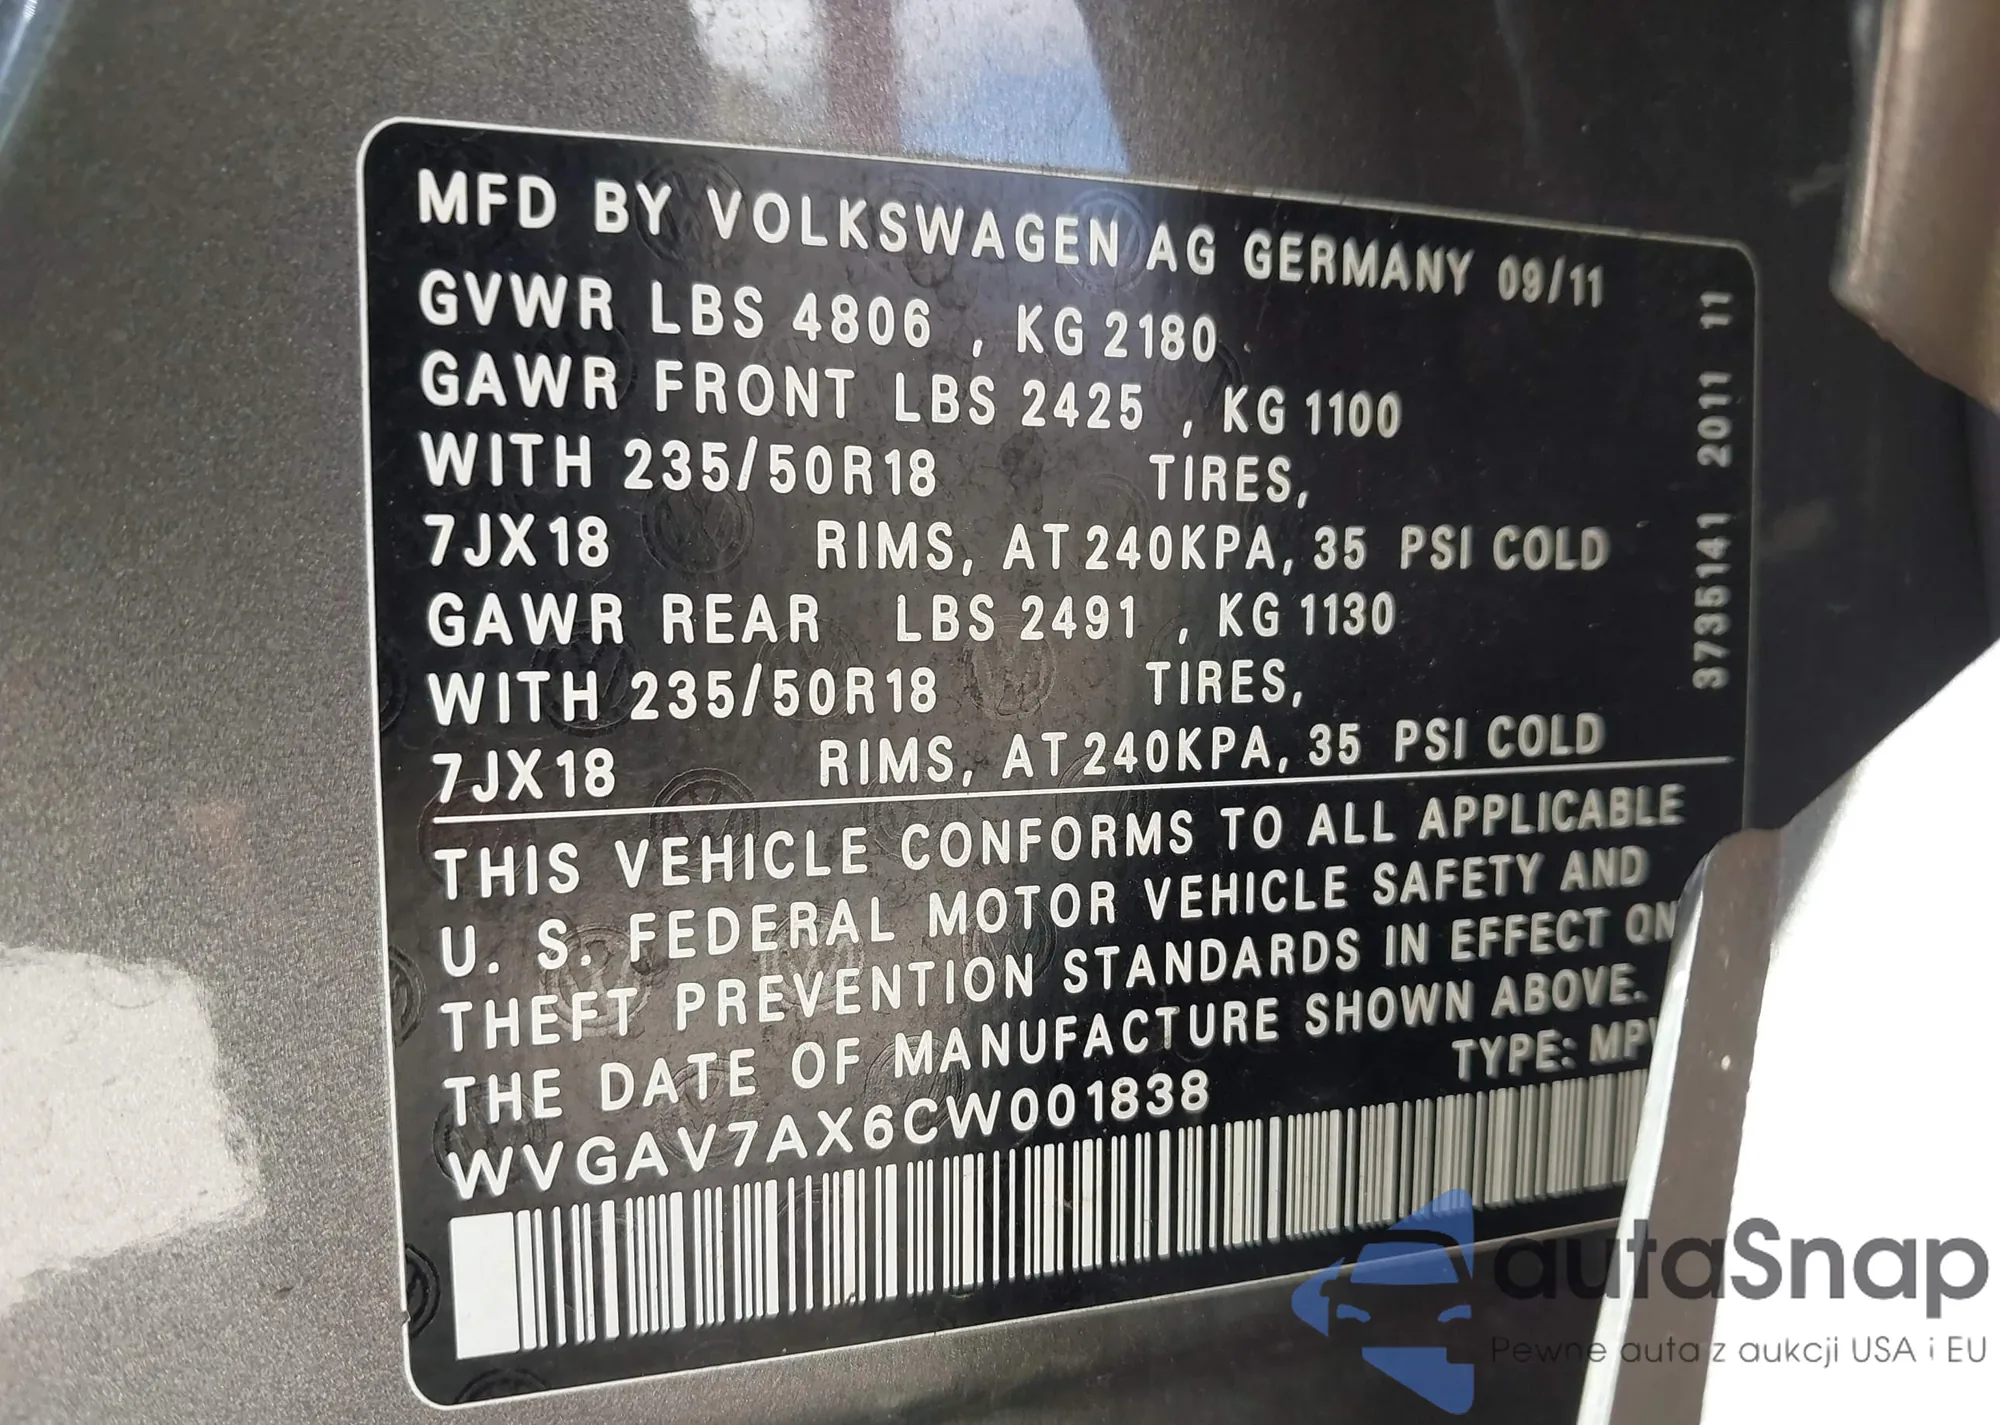 MFD BY VOLKSWAGEN AG GERMANY 09/11
GVWR LBS 4806 , KG 2180
GAWR FRONT LBS 2425 , KG 1100
WITH 235/50R18 TIRES,
7JX18 RIMS, AT 240KPA, 35 PSI COLD
GAWR REAR LBS 2491 , KG 1130
WITH 235/50R18 TIRES,
7JX18 RIMS, AT 240KPA, 35 PSI COLD
THIS VEHICLE CONFORMS TO ALL APPLICABLE
U. S. FEDERAL MOTOR VEHICLE SAFETY AND
THEFT PREVENTION STANDARDS IN EFFECT ON
THE DATE OF MANUFACTURE SHOWN ABOVE.
TYPE: MPV
WVGAV7AX6CW001838
3735141 2011 11
autaSnap
Pewne auta z aukcji USA i EU